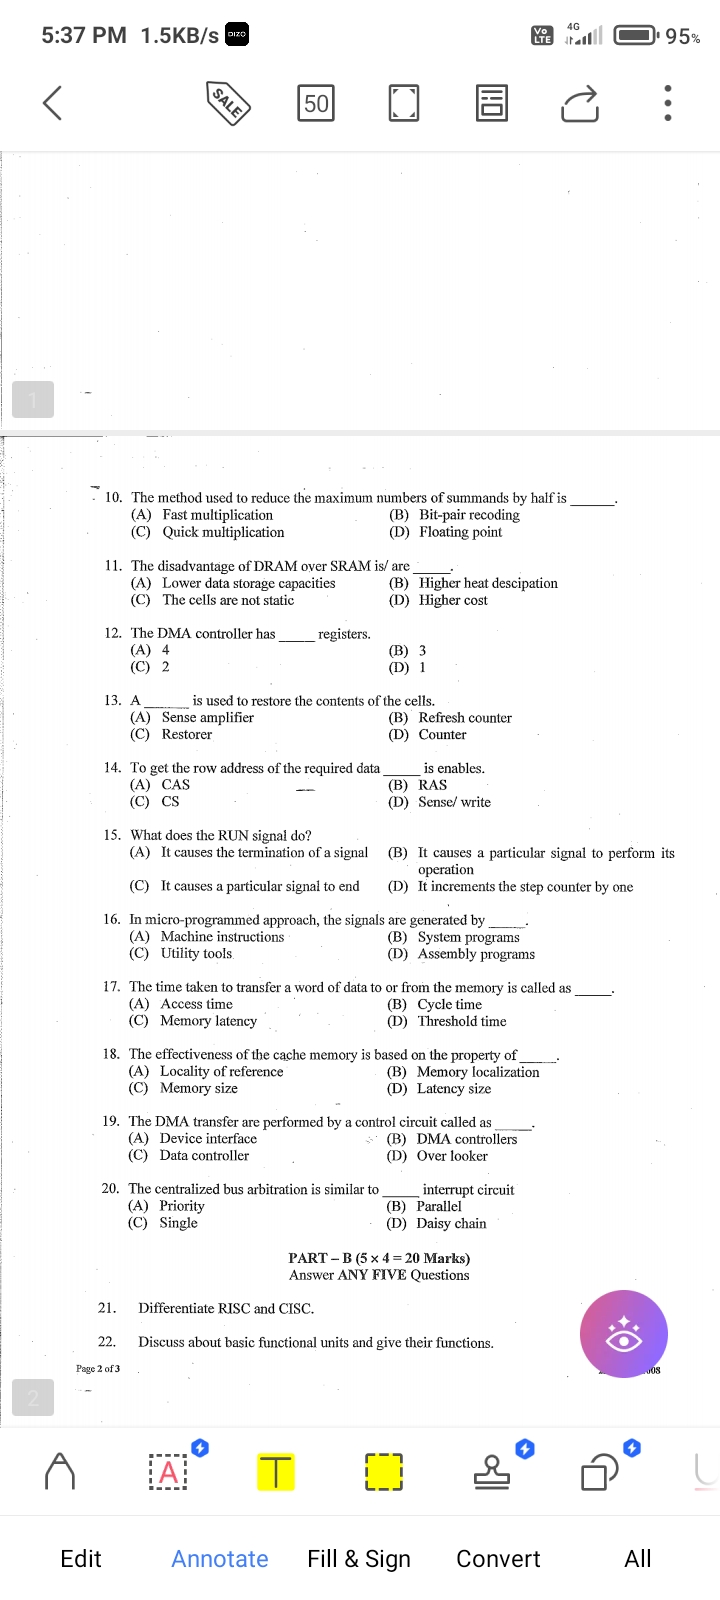 5:37 PM 1.5KB/s DIZO Vo LTE 4G 95%
SALE 50
1
10. The method used to reduce the maximum numbers of summands by half is ______.
(A) Fast multiplication (B) Bit-pair recoding
(C) Quick multiplication (D) Floating point
11. The disadvantage of DRAM over SRAM is/ are _____.
(A) Lower data storage capacities (B) Higher heat descipation
(C) The cells are not static (D) Higher cost
12. The DMA controller has _____ registers.
(A) 4 (B) 3
(C) 2 (D) 1
13. A ______ is used to restore the contents of the cells.
(A) Sense amplifier (B) Refresh counter
(C) Restorer (D) Counter
14. To get the row address of the required data _____ is enables.
(A) CAS (B) RAS
(C) CS (D) Sense/ write
15. What does the RUN signal do?
(A) It causes the termination of a signal (B) It causes a particular signal to perform its
operation
(C) It causes a particular signal to end (D) It increments the step counter by one
16. In micro-programmed approach, the signals are generated by _____.
(A) Machine instructions (B) System programs
(C) Utility tools (D) Assembly programs
17. The time taken to transfer a word of data to or from the memory is called as _____.
(A) Access time (B) Cycle time
(C) Memory latency (D) Threshold time
18. The effectiveness of the cache memory is based on the property of _____.
(A) Locality of reference (B) Memory localization
(C) Memory size (D) Latency size
19. The DMA transfer are performed by a control circuit called as _____.
(A) Device interface (B) DMA controllers
(C) Data controller (D) Over looker
20. The centralized bus arbitration is similar to _____ interrupt circuit
(A) Priority (B) Parallel
(C) Single (D) Daisy chain
PART – B (5 × 4 = 20 Marks)
Answer ANY FIVE Questions
21. Differentiate RISC and CISC.
22. Discuss about basic functional units and give their functions.
Page 2 of 3
2
A T
Edit Annotate Fill & Sign Convert All